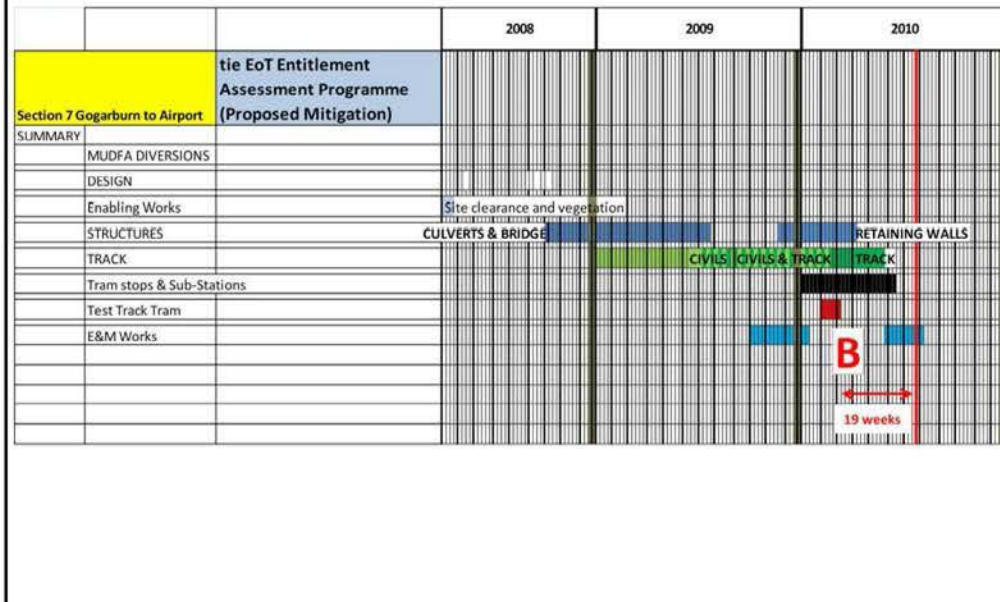 2008 2009 2010
tie EoT Entitlement
Assessment Programme
Section 7 Gogarburn to Airport (Proposed Mitigation)
SUMMARY
MUDFA DIVERSIONS
DESIGN
Enabling Works Site clearance and vegetation
STRUCTURES CULVERTS & BRIDGE RETAINING WALLS
TRACK CIVILS CIVILS & TRACK TRACK
Tram stops & Sub-Stations
Test Track Tram
E&M Works
B
19 weeks